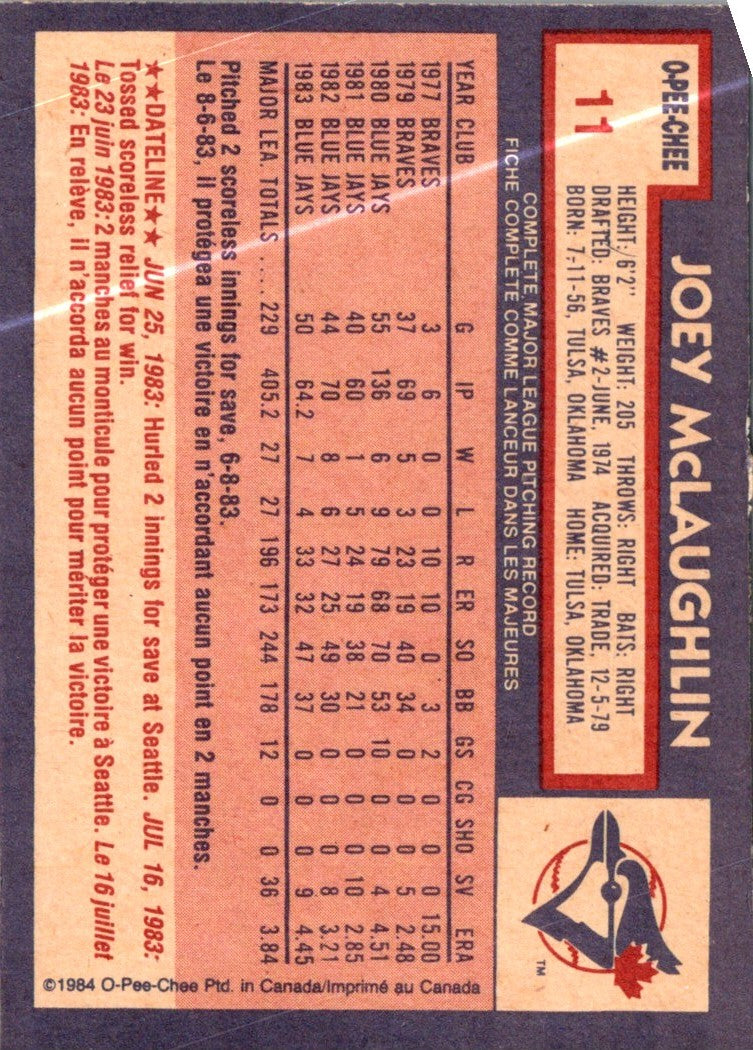 O-PEE-CHEE
11
JOEY McLAUGHLIN
HEIGHT: 6'2" WEIGHT: 205 THROWS: RIGHT BATS: RIGHT
DRAFTED: BRAVES #2-JUNE, 1974 ACQUIRED: TRADE, 12-5-79
BORN: 7-11-56, TULSA, OKLAHOMA HOME: TULSA, OKLAHOMA
TM
COMPLETE MAJOR LEAGUE PITCHING RECORD
FICHE COMPLETE COMME LANCEUR DANS LES MAJEURES
YEAR CLUB G IP W L R ER SO BB GS CG SHO SV ERA
1977 BRAVES 3 6 0 0 10 10 0 3 2 0 0 0 15.00
1979 BRAVES 37 69 5 3 23 19 40 34 0 0 0 5 2.48
1980 BLUE JAYS 55 136 6 9 79 68 70 53 10 0 0 4 4.51
1981 BLUE JAYS 40 60 1 5 24 19 38 21 0 0 0 10 2.85
1982 BLUE JAYS 44 70 8 6 27 25 49 30 0 0 0 8 3.21
1983 BLUE JAYS 50 64.2 7 4 33 32 47 37 0 0 0 9 4.45
MAJOR LEA. TOTALS .... 229 405.2 27 27 196 173 244 178 12 0 0 36 3.84
Pitched 2 scoreless innings for save, 6-8-83.
Le 8-6-83, il protégea une victoire en n'accordant aucun point en 2 manches.
★★DATELINE★★ JUN 25, 1983: Hurled 2 innings for save at Seattle. JUL 16, 1983:
Tossed scoreless relief for win.
Le 23 juin 1983: 2 manches au monticule pour protéger une victoire à Seattle. Le 16 juillet
1983: En relève, il n'accorda aucun point pour mériter la victoire.
©1984 O-Pee-Chee Ptd. in Canada/Imprimé au Canada